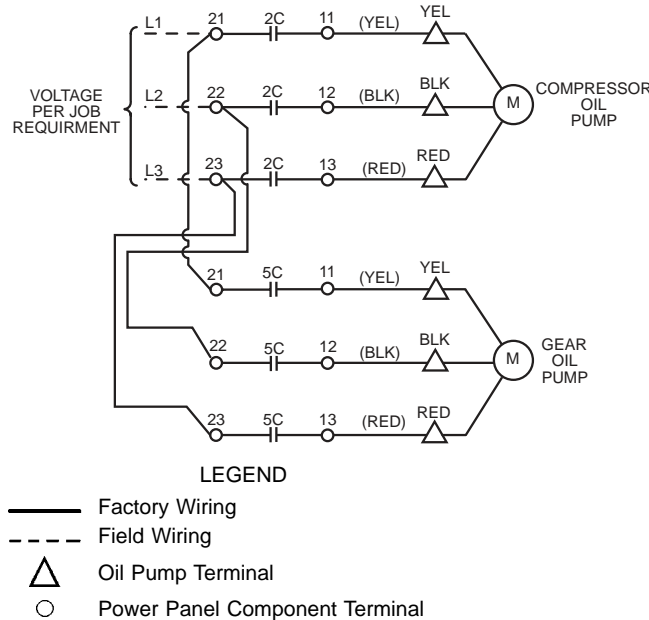 L1 21 2C 11 (YEL) YEL
VOLTAGE
PER JOB
REQUIRMENT
L2 22 2C 12 (BLK) BLK
M
COMPRESSOR
OIL
PUMP
L3 23 2C 13 (RED) RED
21 5C 11 (YEL) YEL
22 5C 12 (BLK) BLK
M
GEAR
OIL
PUMP
23 5C 13 (RED) RED
LEGEND
Factory Wiring
Field Wiring
Oil Pump Terminal
Power Panel Component Terminal